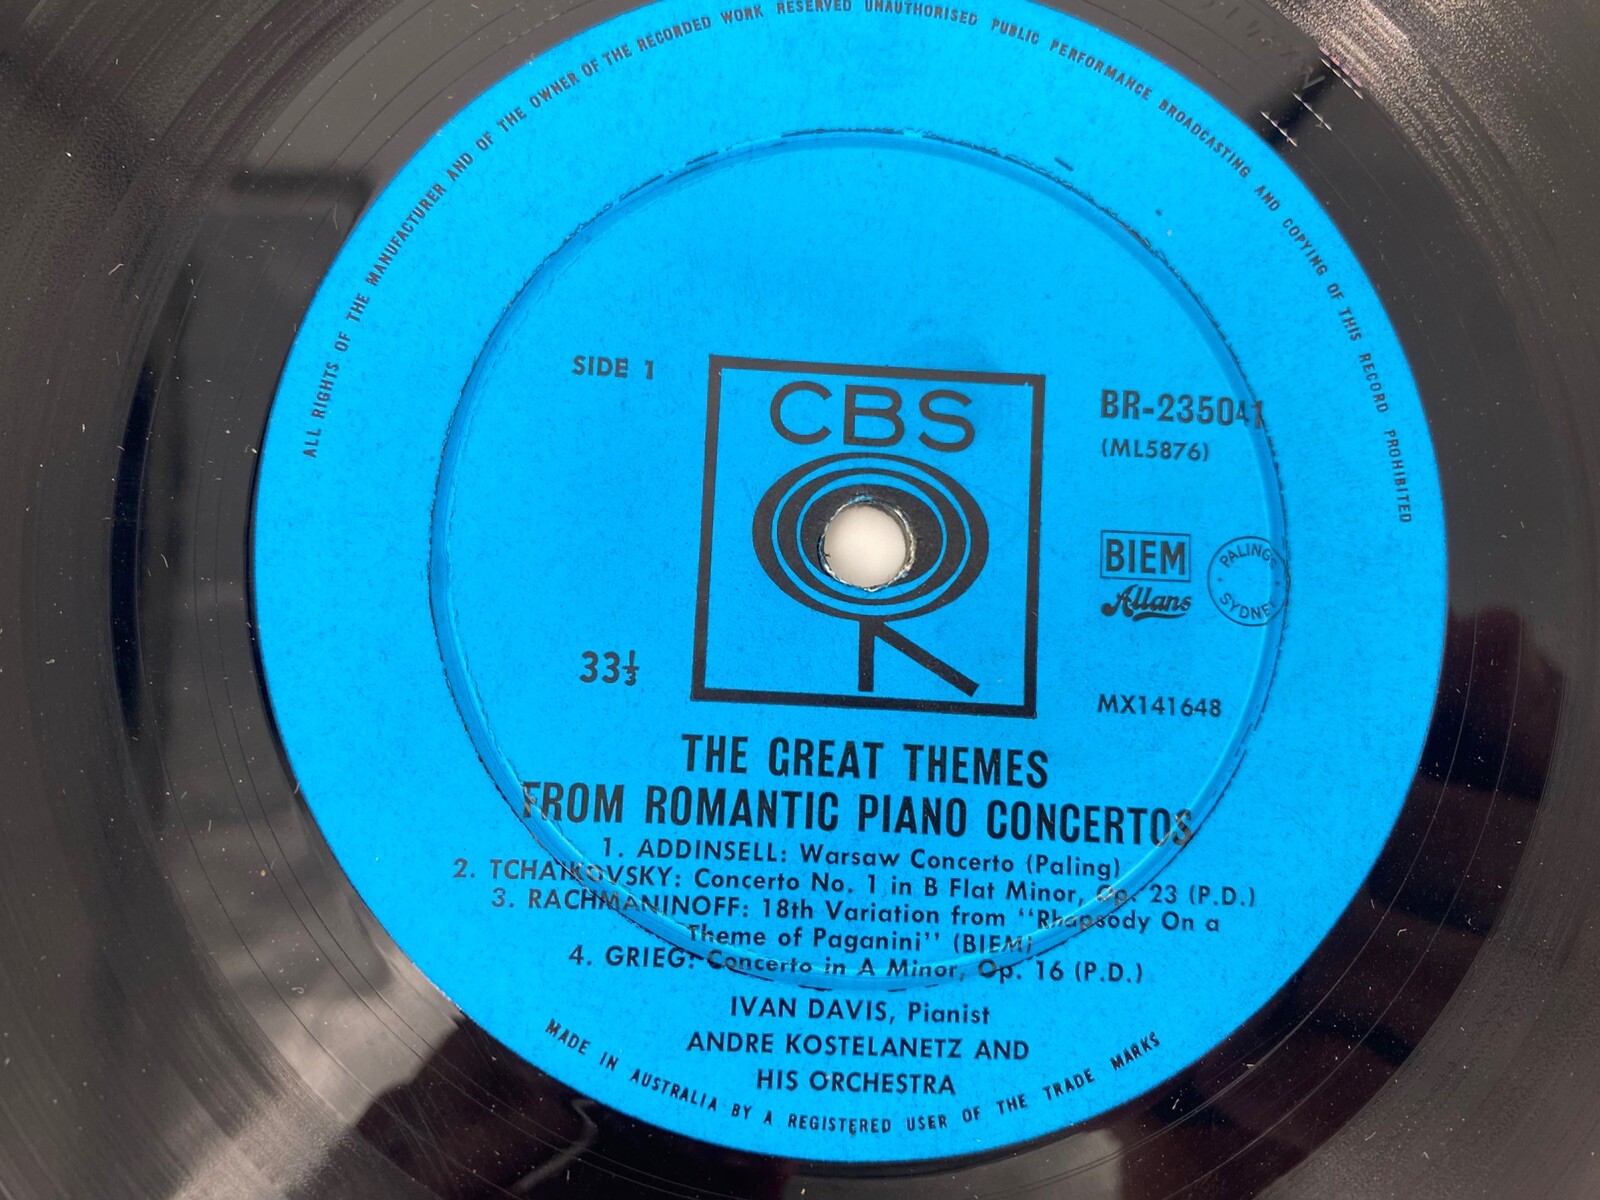 ALL RIGHTS OF THE MANUFACTURER AND OF THE OWNER OF THE RECORDED WORK RESERVED UNAUTHORISED PUBLIC PERFORMANCE BROADCASTING AND COPYING OF THIS RECORD PROHIBITED
SIDE 1
CBS
BR-235041
(ML5876)
BIEM
Allans
PALINGS
SYDNEY
33⅓
MX141648
THE GREAT THEMES
FROM ROMANTIC PIANO CONCERTOS
1. ADDINSELL: Warsaw Concerto (Paling)
2. TCHAIKOVSKY: Concerto No. 1 in B Flat Minor, Op. 23 (P.D.)
3. RACHMANINOFF: 18th Variation from "Rhapsody On a
Theme of Paganini" (BIEM)
4. GRIEG: Concerto in A Minor, Op. 16 (P.D.)
IVAN DAVIS, Pianist
ANDRE KOSTELANETZ AND
HIS ORCHESTRA
MADE IN AUSTRALIA BY A REGISTERED USER OF THE TRADE MARKS